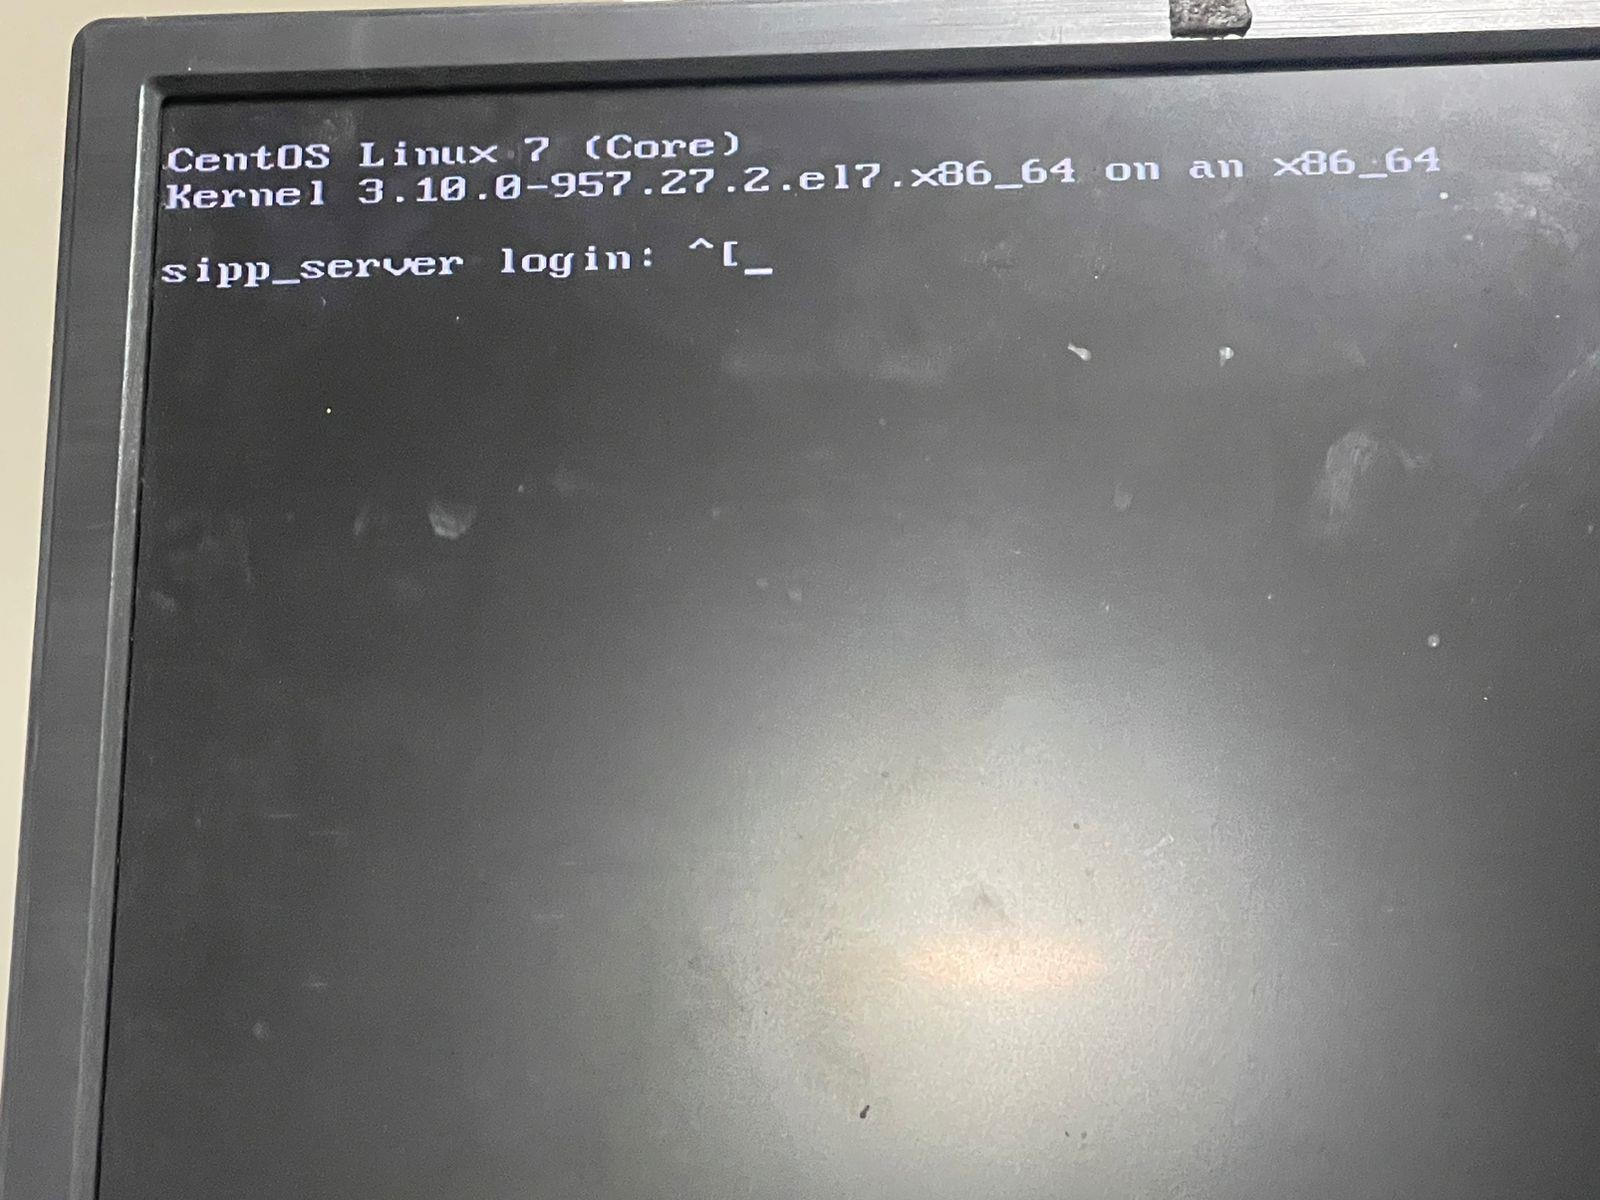 CentOS Linux 7 (Core)
Kernel 3.10.0-957.27.2.el7.x86_64 on an x86_64
sipp_server login: ^[_